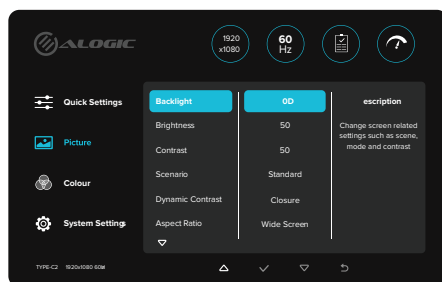 ALOGIC
1920
x1080
60
Hz
Quick Settings
Picture
Colour
System Settings
Backlight
0D
Brightness
50
Contrast
50
Scenario
Standard
Dynamic Contrast
Closure
Aspect Ratio
Wide Screen
escription
Change screen related
settings such as scene,
mode and contrast
TYPE-C2 1920x1080 60W